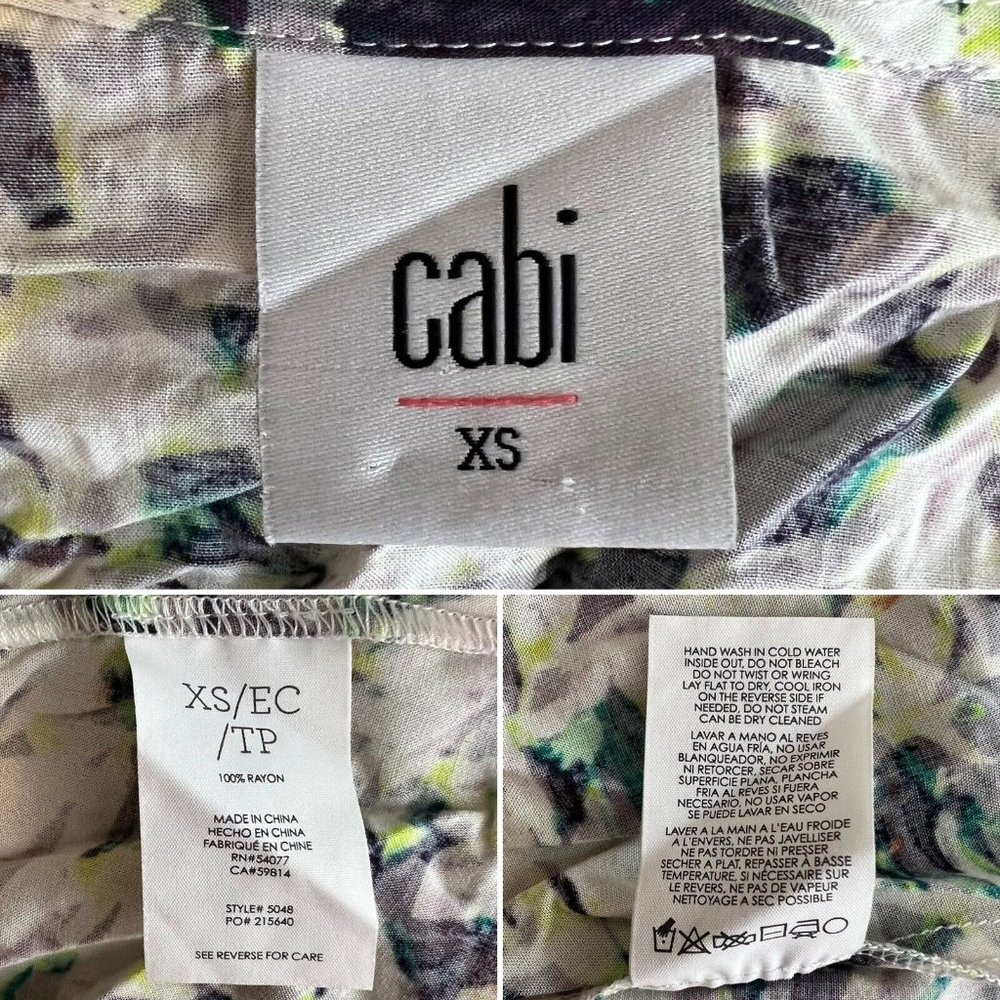 cabi
XS
XS/EC
/TP
100% RAYON
MADE IN CHINA
HECHO EN CHINA
FABRIQUÉ EN CHINE
RN#54077
CA#59814
STYLE# 5048
PO# 215640
SEE REVERSE FOR CARE
HAND WASH IN COLD WATER
INSIDE OUT, DO NOT BLEACH
DO NOT TWIST OR WRING
LAY FLAT TO DRY, COOL IRON
ON THE REVERSE SIDE IF
NEEDED, DO NOT STEAM
CAN BE DRY CLEANED
LAVAR A MANO AL REVES
EN AGUA FRÍA, NO USAR
BLANQUEADOR, NO EXPRIMIR
NI RETORCER, SECAR SOBRE
SUPERFICIE PLANA, PLANCHA
FRIA AL REVES SI FUERA
NECESARIO, NO USAR VAPOR
SE PUEDE LAVAR EN SECO
LAVER A LA MAIN A L'EAU FROIDE
A L'ENVERS, NE PAS JAVELLISER
NE PAS TORDRE NI PRESSER
SECHER A PLAT, REPASSER À BASSE
TEMPERATURE, SI NÉCESSAIRE SUR
LE REVERS, NE PAS DE VAPEUR
NETTOYAGE A SEC POSSIBLE